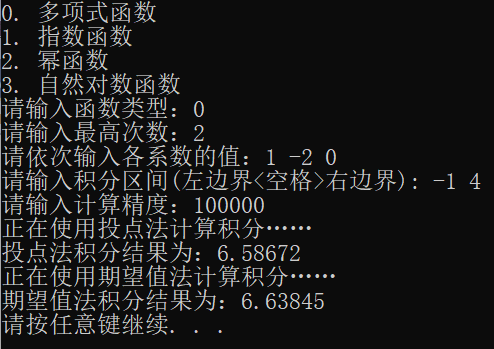 0. 多项式函数
1. 指数函数
2. 幂函数
3. 自然对数函数
请输入函数类型：0
请输入最高次数：2
请依次输入各系数的值：1 -2 0
请输入积分区间(左边界<空格>右边界)：-1 4
请输入计算精度：100000
正在使用投点法计算积分……
投点法积分结果为：6.58672
正在使用期望值法计算积分……
期望值法积分结果为：6.63845
请按任意键继续. . .